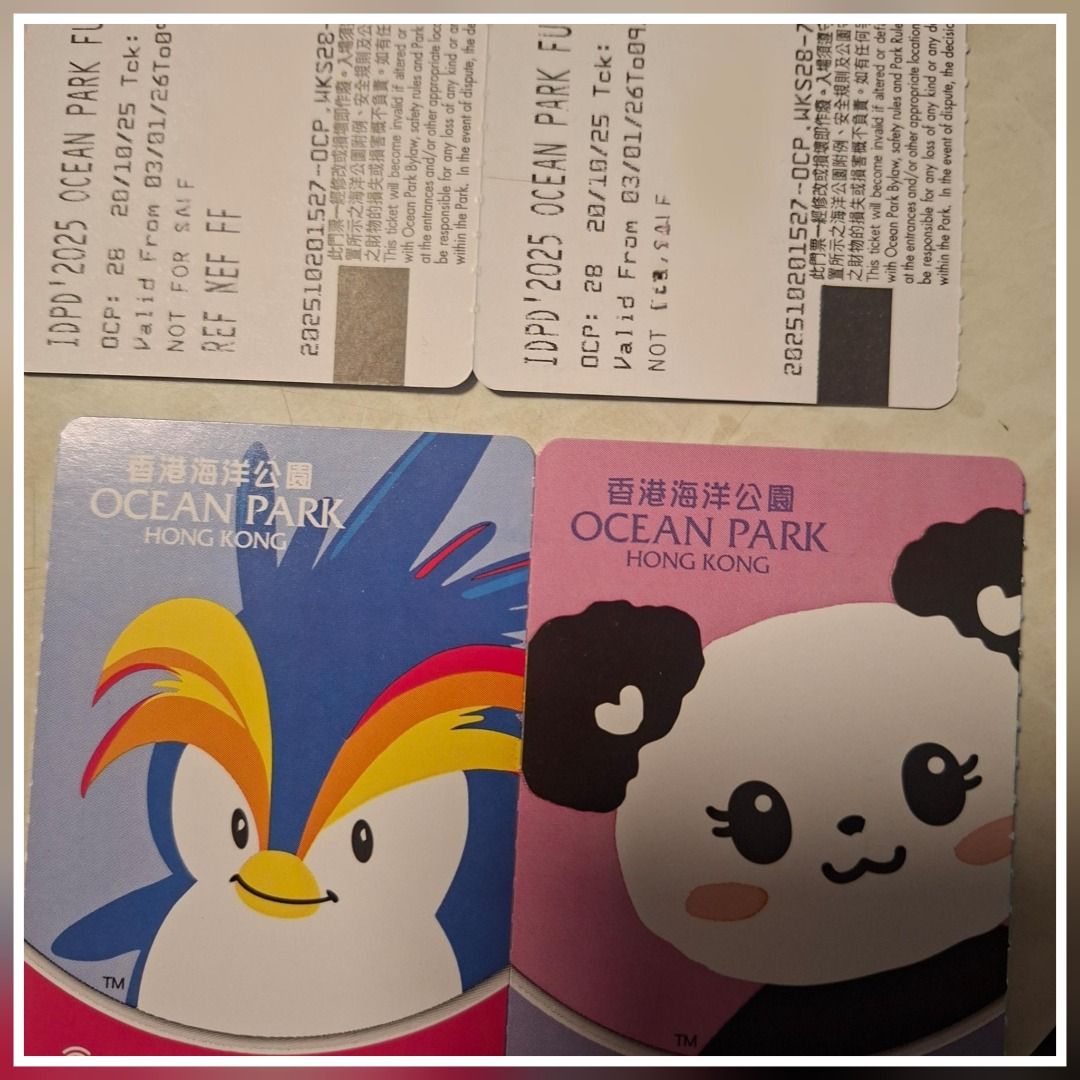 IDPD'2025 OCEAN PARK FU
OCP: 28 20/10/25 Tck:
Valid From 03/01/26To09
NOT FOR SALE
REF NEF FF
202510201527--OCP.WKS28-
此門票一經修改或損壞即作廢。入場須遵
置所示之海洋公園附例、安全規則及公
之財物的損失或損害概不負責。如有任
This ticket will become invalid if altered or
with Ocean Park Bylaw, safety rules and Park
at the entrances and/or other appropriate loca
be responsible for any loss of any kind or a
within the Park. In the event of dispute, the de
IDPD'2025 OCEAN PARK FU
OCP: 28 20/10/25 Tck:
Valid From 03/01/26To09
NOT
202510201527--OCP.WKS28-7
此門票一經修改或損壞即作廢。入場須遵守
置所示之海洋公園附例、安全規則及公園
之財物的損失或損害概不負責。如有任何
This ticket will become invalid if altered or defa
with Ocean Park Bylaw, safety rules and Park Rule
at the entrances and/or other appropriate location
be responsible for any loss of any kind or any d
within the Park. In the event of dispute, the decisio
香港海洋公園
OCEAN PARK
HONG KONG
TM
香港海洋公園
OCEAN PARK
HONG KONG
TM